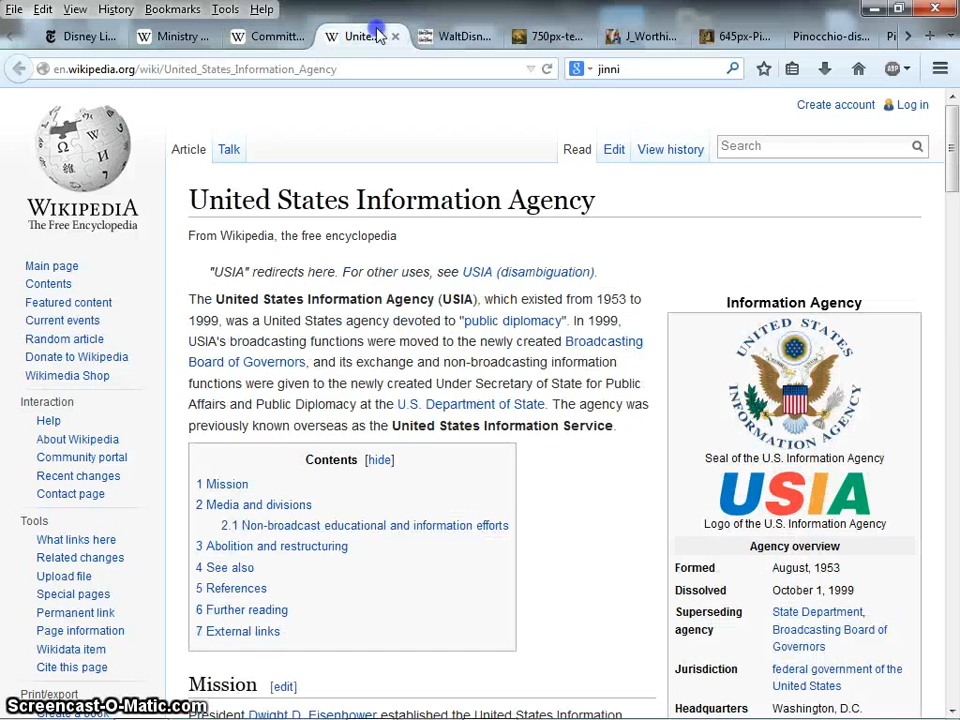 File Edit View History Bookmarks Tools Help
Disney Li... Ministry ... Committ... Unite... WaltDisn... 750px-te... J_Worthi... 645px-Pi... Pinocchio-dis... Pi
en.wikipedia.org/wiki/United_States_Information_Agency jinni
Create account Log in
Article Talk Read Edit View history Search
WIKIPEDIA
The Free Encyclopedia
Main page
Contents
Featured content
Current events
Random article
Donate to Wikipedia
Wikimedia Shop
Interaction
Help
About Wikipedia
Community portal
Recent changes
Contact page
Tools
What links here
Related changes
Upload file
Special pages
Permanent link
Page information
Wikidata item
Cite this page
Print/export
Create a book
United States Information Agency
From Wikipedia, the free encyclopedia
"USIA" redirects here. For other uses, see USIA (disambiguation).
The United States Information Agency (USIA), which existed from 1953 to
1999, was a United States agency devoted to "public diplomacy". In 1999,
USIA's broadcasting functions were moved to the newly created Broadcasting
Board of Governors, and its exchange and non-broadcasting information
functions were given to the newly created Under Secretary of State for Public
Affairs and Public Diplomacy at the U.S. Department of State. The agency was
previously known overseas as the United States Information Service.
Contents [hide]
1 Mission
2 Media and divisions
2.1 Non-broadcast educational and information efforts
3 Abolition and restructuring
4 See also
5 References
6 Further reading
7 External links
Mission [edit]
President Dwight D. Eisenhower established the United States Information
Information Agency
UNITED STATES
INFORMATION AGENCY
Seal of the U.S. Information Agency
USIA
Logo of the U.S. Information Agency
Agency overview
Formed August, 1953
Dissolved October 1, 1999
Superseding State Department,
agency Broadcasting Board of
Governors
Jurisdiction federal government of the
United States
Headquarters Washington, D.C.
Screencast-O-Matic.com